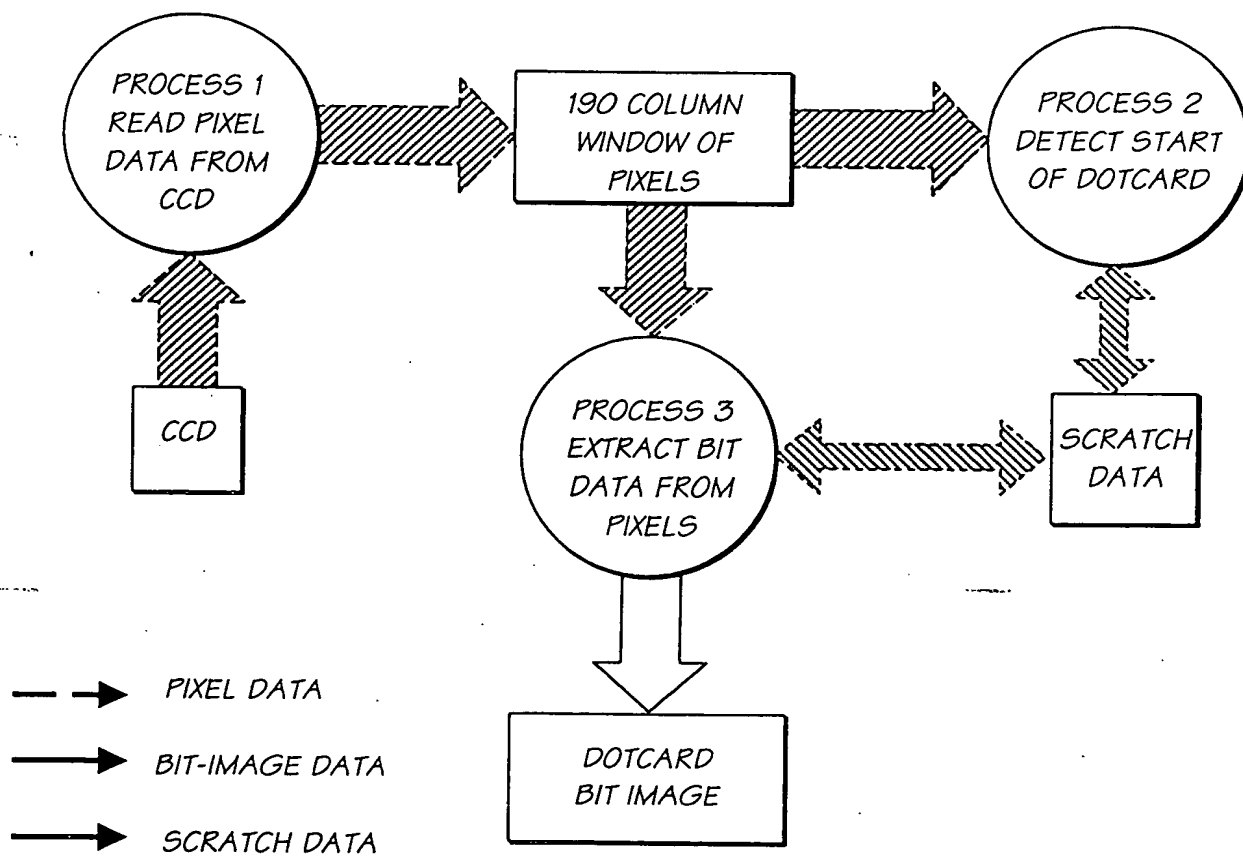 PROCESS 1
READ PIXEL
DATA FROM
CCD
190 COLUMN
WINDOW OF
PIXELS
PROCESS 2
DETECT START
OF DOTCARD
CCD
PROCESS 3
EXTRACT BIT
DATA FROM
PIXELS
SCRATCH
DATA
DOTCARD
BIT IMAGE
PIXEL DATA
BIT-IMAGE DATA
SCRATCH DATA